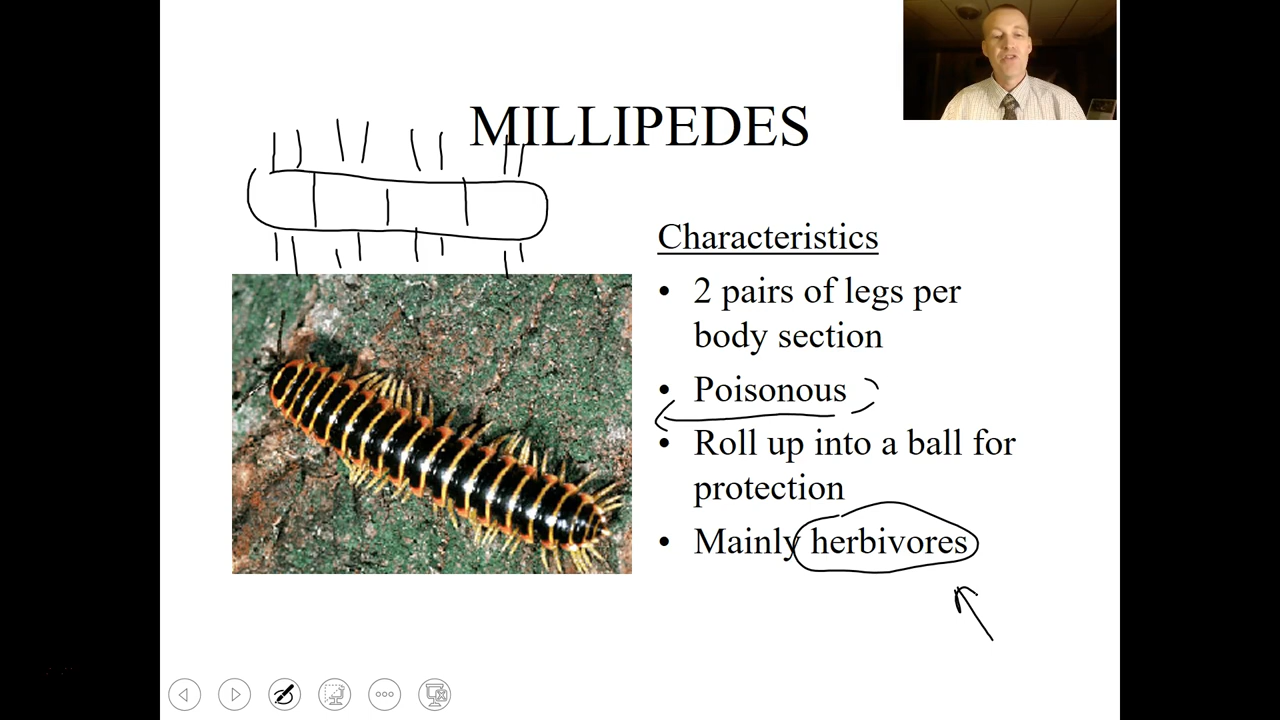 MILLIPEDES
Characteristics
• 2 pairs of legs per
body section
• Poisonous
• Roll up into a ball for
protection
• Mainly herbivores